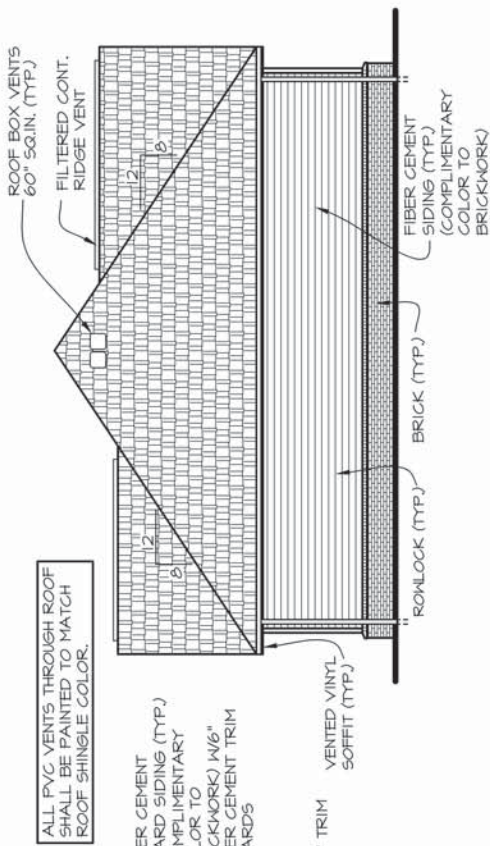 ALL PVC VENTS THROUGH ROOF
SHALL BE PAINTED TO MATCH
ROOF SHINGLE COLOR.
ROOF BOX VENTS
60" SQ.IN. (TYP.)
FILTERED CONT.
RIDGE VENT
12
8
12
8
ER CEMENT
ARD SIDING (TYP.)
MPLIMENTARY
LOR TO
CKWORK) W/6"
ER CEMENT TRIM
ARDS
TRIM
VENTED VINYL
SOFFIT (TYP.)
ROWLOCK (TYP.)
BRICK (TYP.)
FIBER CEMENT
SIDING (TYP.)
(COMPLIMENTARY
COLOR TO
BRICKWORK)